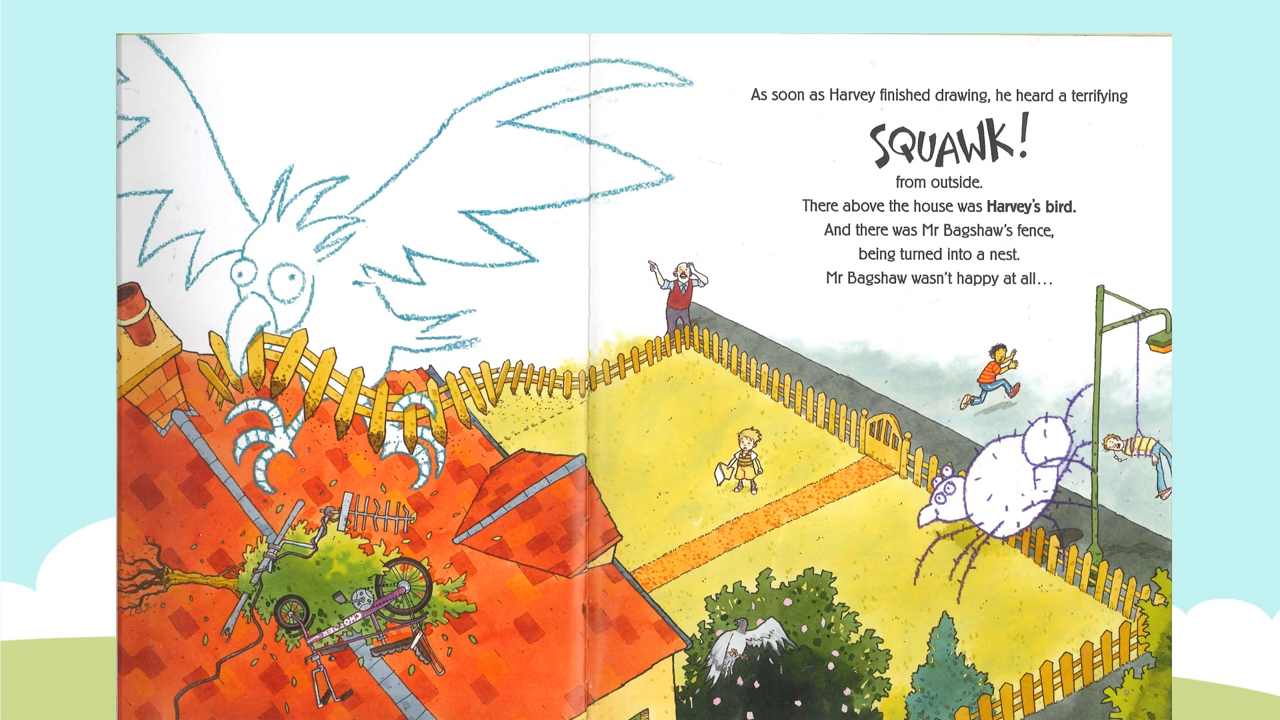 As soon as Harvey finished drawing, he heard a terrifying
SQUAWK!
from outside.
There above the house was Harvey's bird.
And there was Mr Bagshaw's fence,
being turned into a nest.
Mr Bagshaw wasn't happy at all...